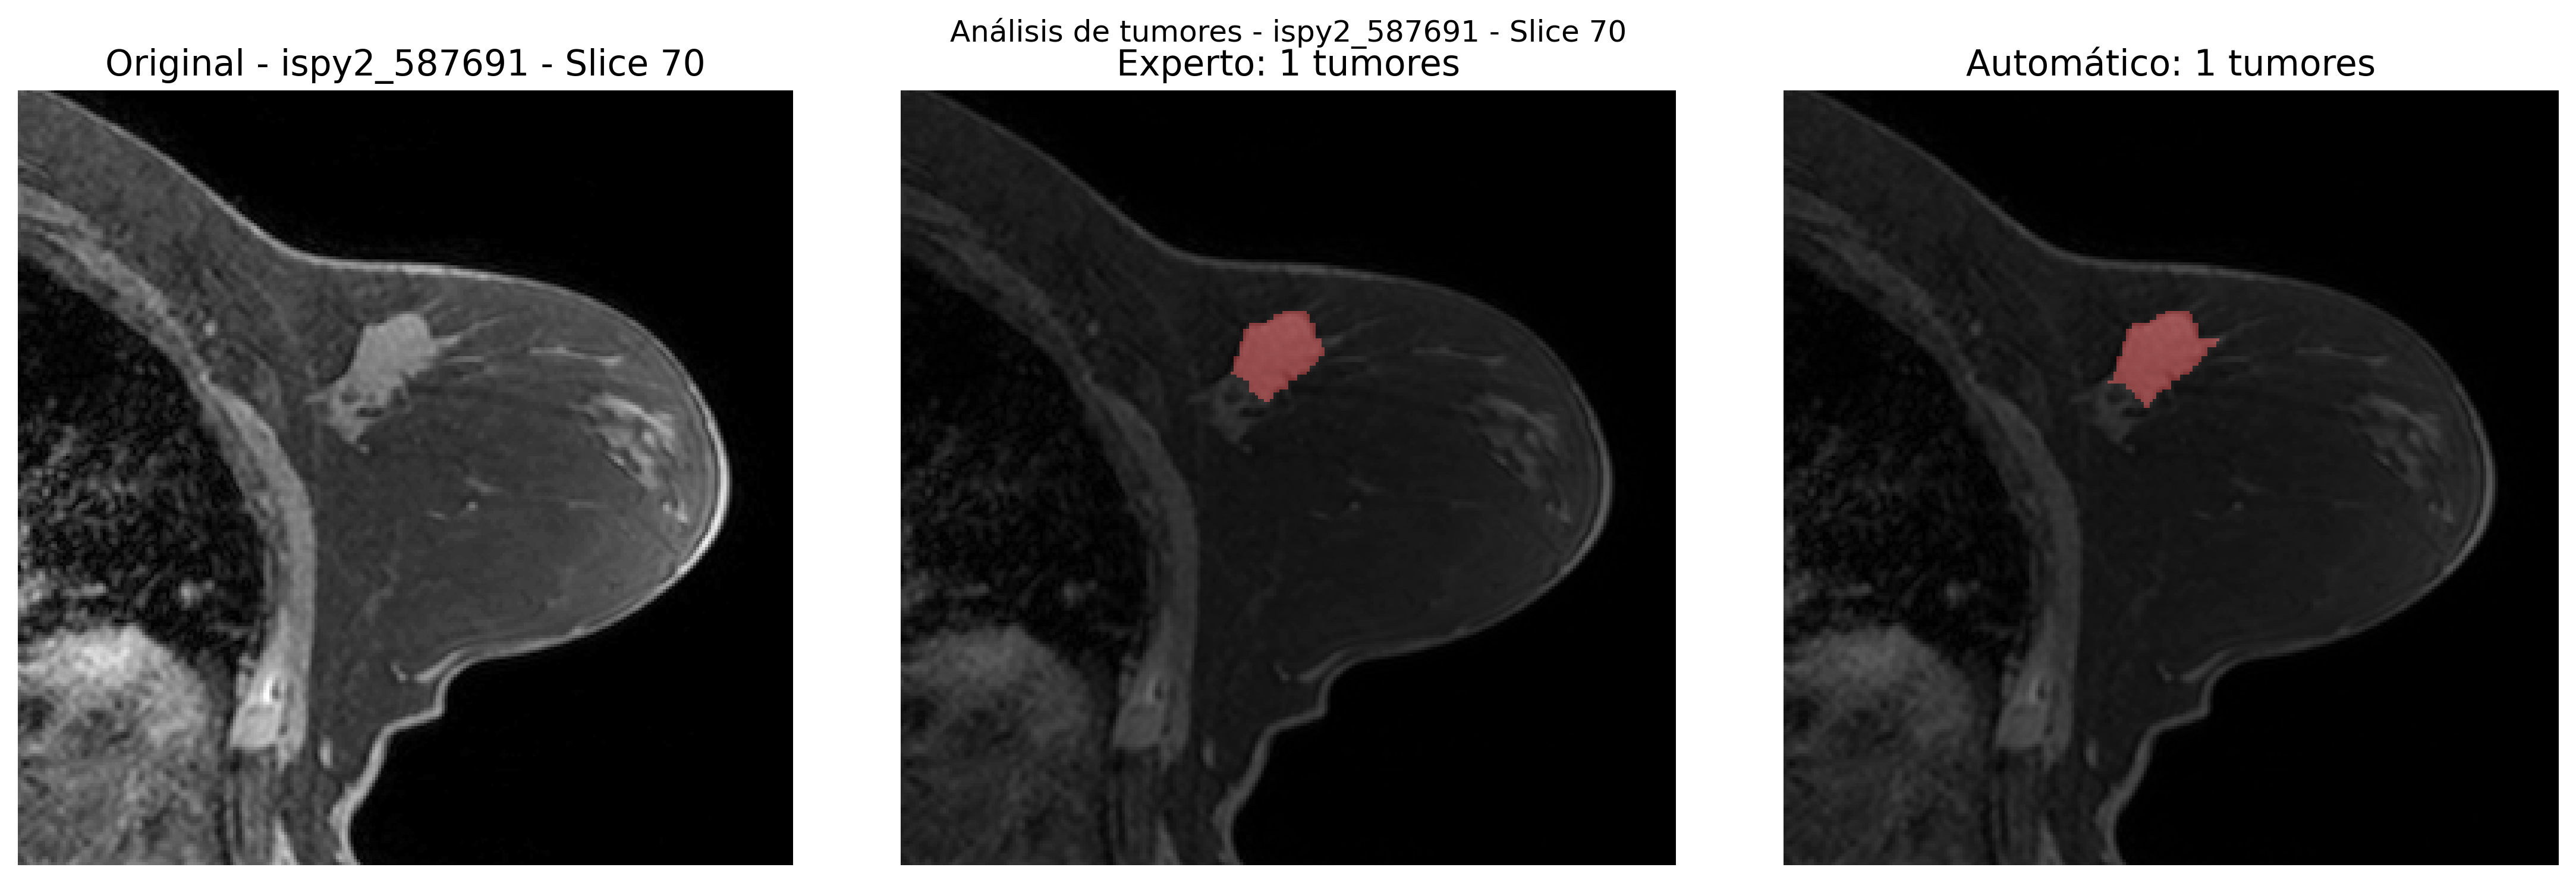 Análisis de tumores - ispy2_587691 - Slice 70
Original - ispy2_587691 - Slice 70
Experto: 1 tumores
Automático: 1 tumores